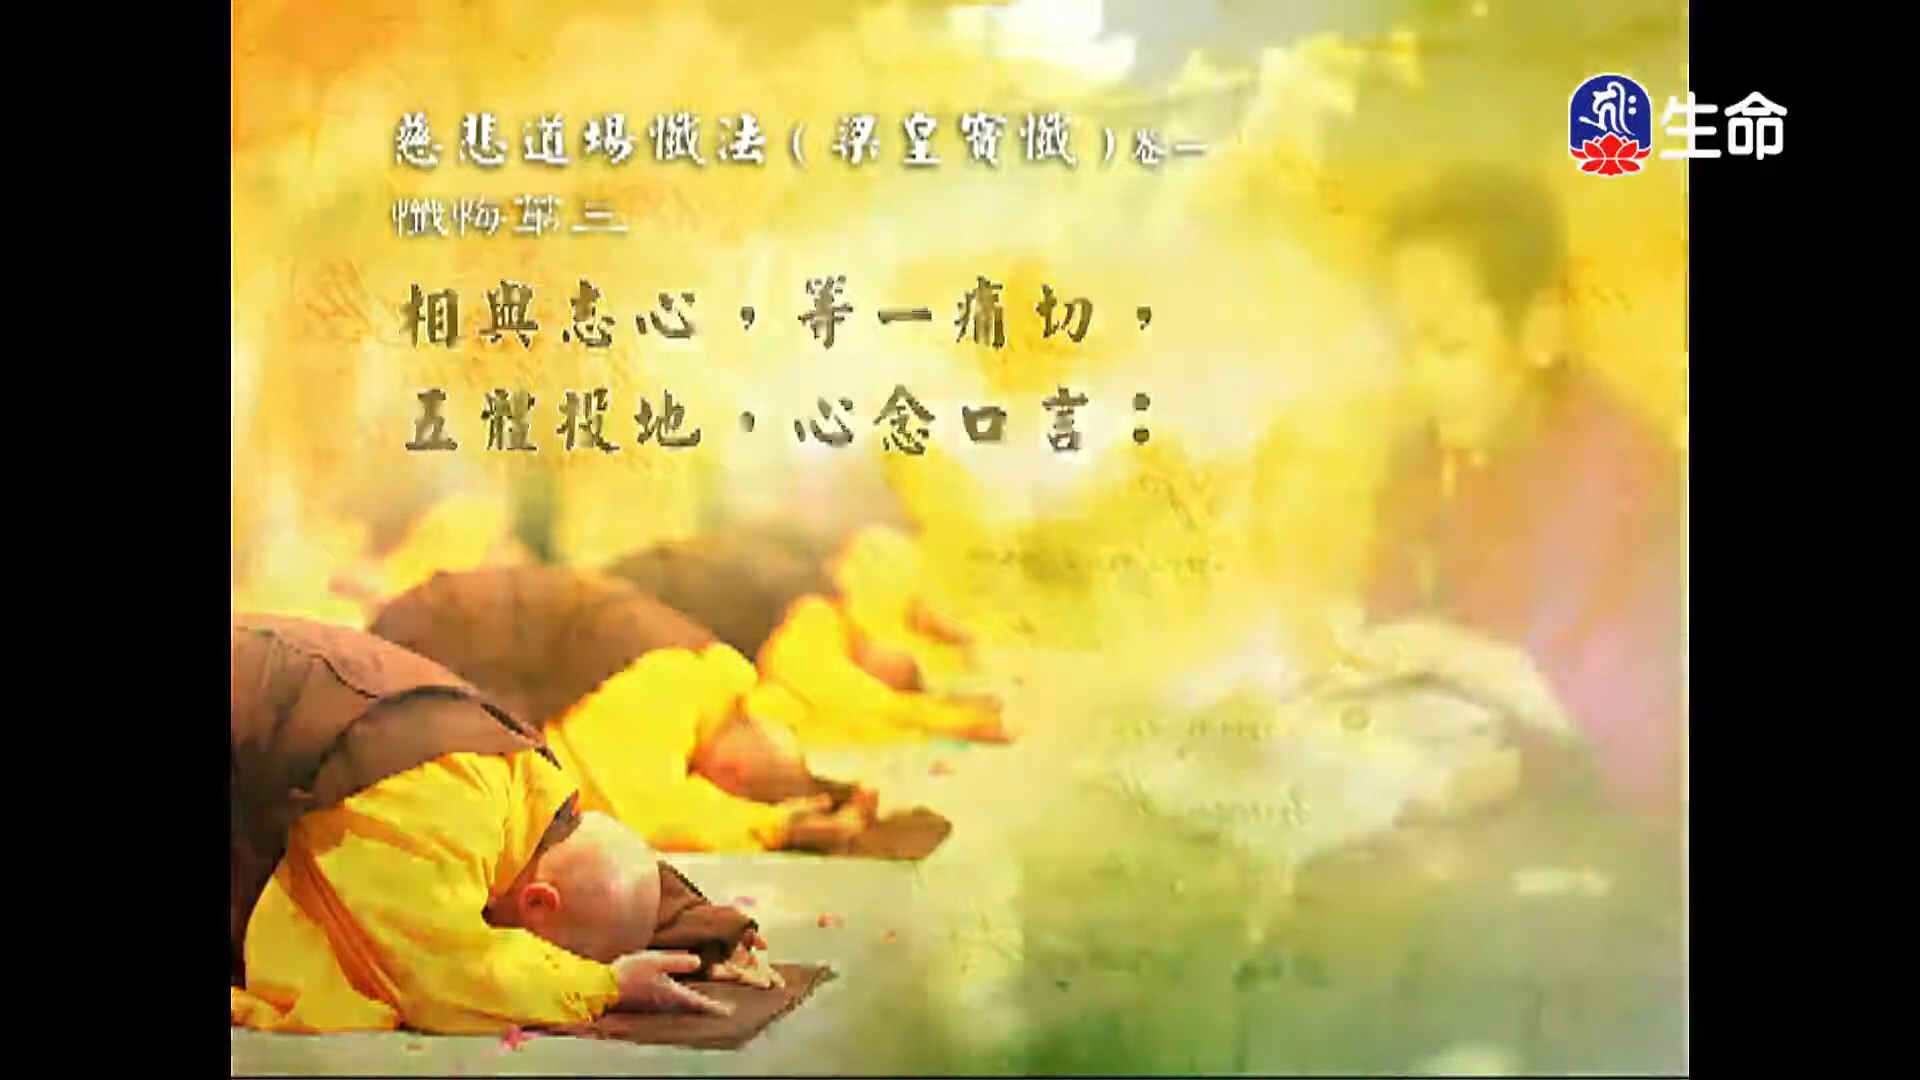 慈悲道場懺法(梁皇寶懺)卷一
懺悔第三
相與志心,等一痛切,
五體投地,心念口言:
生命